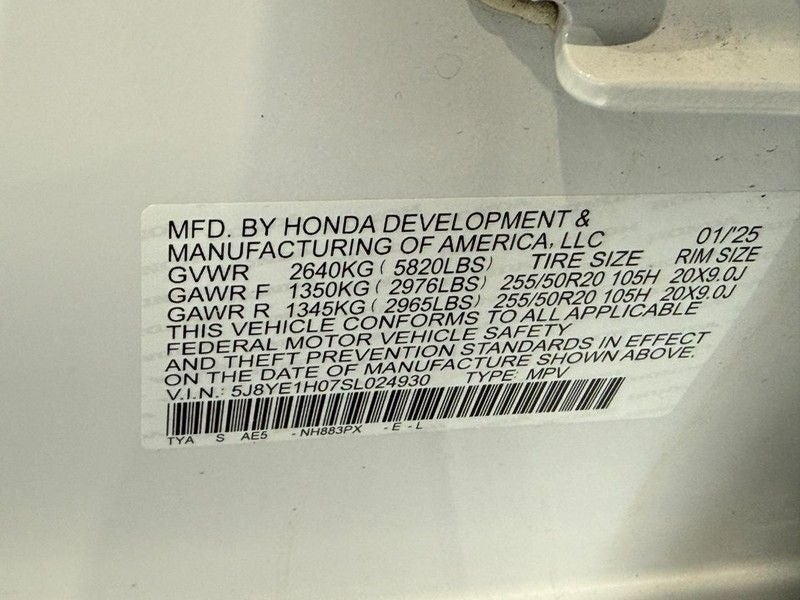 MFD. BY HONDA DEVELOPMENT &
MANUFACTURING OF AMERICA, LLC 01/'25
GVWR 2640KG ( 5820LBS) TIRE SIZE RIM SIZE
GAWR F 1350KG ( 2976LBS) 255/50R20 105H 20X9.0J
GAWR R 1345KG ( 2965LBS) 255/50R20 105H 20X9.0J
THIS VEHICLE CONFORMS TO ALL APPLICABLE
FEDERAL MOTOR VEHICLE SAFETY
AND THEFT PREVENTION STANDARDS IN EFFECT
ON THE DATE OF MANUFACTURE SHOWN ABOVE.
V.I.N.: 5J8YE1H07SL024930 TYPE: MPV
TYA S AE5 -NH883PX -E-L